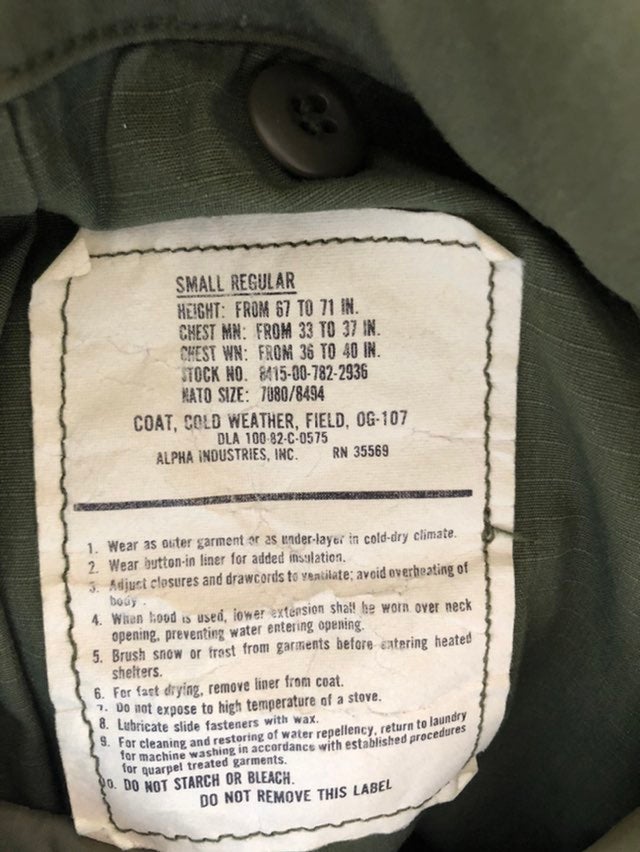 SMALL REGULAR
HEIGHT: FROM 67 TO 71 IN.
CHEST MN: FROM 33 TO 37 IN.
CHEST WN: FROM 36 TO 40 IN.
STOCK NO. 8415-00-782-2936
NATO SIZE: 7080/8494
COAT, COLD WEATHER, FIELD, OG-107
DLA 100-82-C-0575
ALPHA INDUSTRIES, INC. RN 35569
1. Wear as outer garment or as under-layer in cold-dry climate.
2. Wear button-in liner for added insulation.
3. Adjust closures and drawcords to ventilate; avoid overheating of
body.
4. When hood is used, lower extension shall be worn over neck
opening, preventing water entering opening.
5. Brush snow or frost from garments before entering heated
shelters.
6. For fast drying, remove liner from coat.
7. Do not expose to high temperature of a stove.
8. Lubricate slide fasteners with wax.
9. For cleaning and restoring of water repellency, return to laundry
for machine washing in accordance with established procedures
for quarpel treated garments.
0. DO NOT STARCH OR BLEACH.
DO NOT REMOVE THIS LABEL